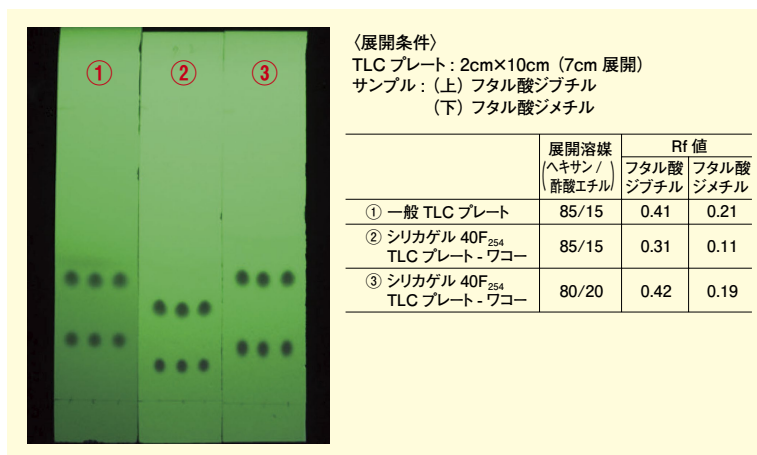 ① ② ③
〈展開条件〉
TLC プレート : 2cm×10cm (7cm 展開)
サンプル : (上) フタル酸ジブチル
(下) フタル酸ジメチル
展開溶媒 (ヘキサン / 酢酸エチル)
Rf 値
フタル酸ジブチル フタル酸ジメチル
① 一般 TLC プレート 85/15 0.41 0.21
② シリカゲル 40F254
TLC プレート - ワコー 85/15 0.31 0.11
③ シリカゲル 40F254
TLC プレート - ワコー 80/20 0.42 0.19